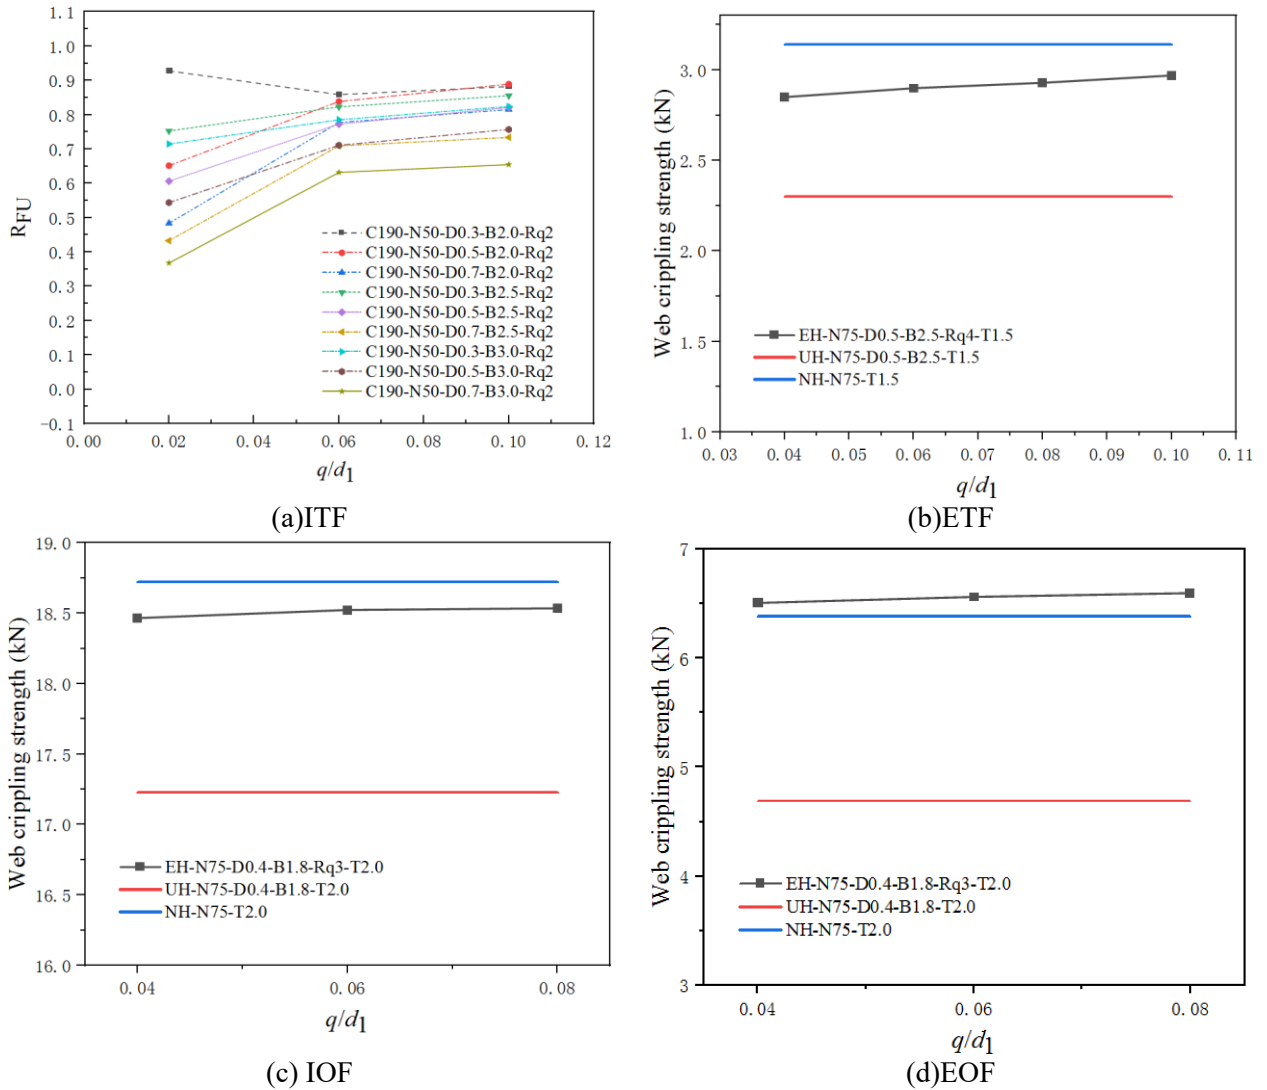 1.1
1.0
0.9
0.8
0.7
0.6
0.5
0.4
0.3
0.2
0.1
0.0
-0.1
RFU
C190-N50-D0.3-B2.0-Rq2
C190-N50-D0.5-B2.0-Rq2
C190-N50-D0.7-B2.0-Rq2
C190-N50-D0.3-B2.5-Rq2
C190-N50-D0.5-B2.5-Rq2
C190-N50-D0.7-B2.5-Rq2
C190-N50-D0.3-B3.0-Rq2
C190-N50-D0.5-B3.0-Rq2
C190-N50-D0.7-B3.0-Rq2
0.00 0.02 0.04 0.06 0.08 0.10 0.12
q/d1
(a)ITF
3.0
2.5
2.0
1.5
1.0
Web crippling strength (kN)
EH-N75-D0.5-B2.5-Rq4-T1.5
UH-N75-D0.5-B2.5-T1.5
NH-N75-T1.5
0.03 0.04 0.05 0.06 0.07 0.08 0.09 0.10 0.11
q/d1
(b)ETF
19.0
18.5
18.0
17.5
17.0
16.5
16.0
Web crippling strength (kN)
EH-N75-D0.4-B1.8-Rq3-T2.0
UH-N75-D0.4-B1.8-T2.0
NH-N75-T2.0
0.04 0.06 0.08
q/d1
(c) IOF
7
6
5
4
3
Web crippling strength (kN)
EH-N75-D0.4-B1.8-Rq3-T2.0
UH-N75-D0.4-B1.8-T2.0
NH-N75-T2.0
0.04 0.06 0.08
q/d1
(d)EOF